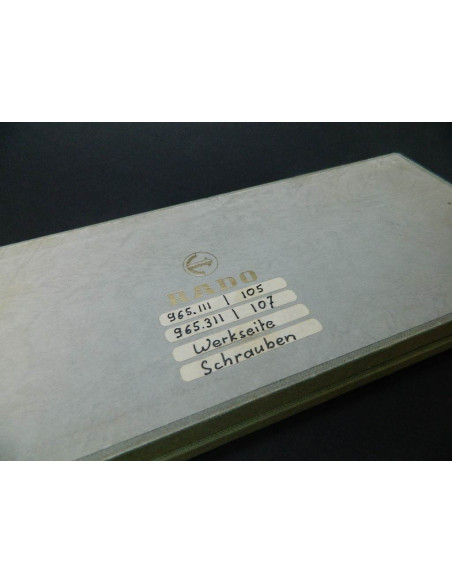 RADO
965.111 | 105
965.311 | 107
Werkseite
Schrauben